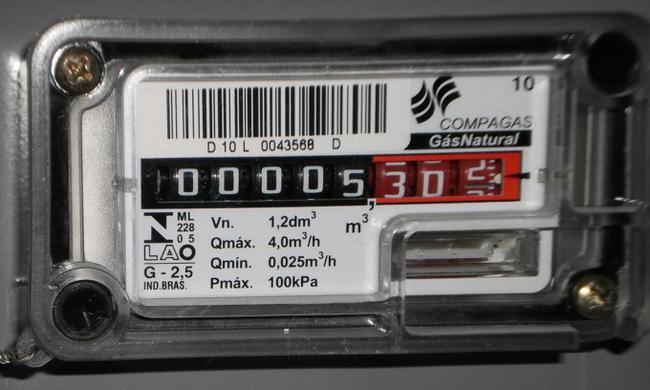 10
D 10 L 0043568 D
COMPAGAS
GásNatural
00005,30
m³
N ML
228
05
LAO
G - 2,5
IND.BRAS.
Vn. 1,2dm³
Qmáx. 4,0m³/h
Qmín. 0,025m³/h
Pmáx. 100kPa